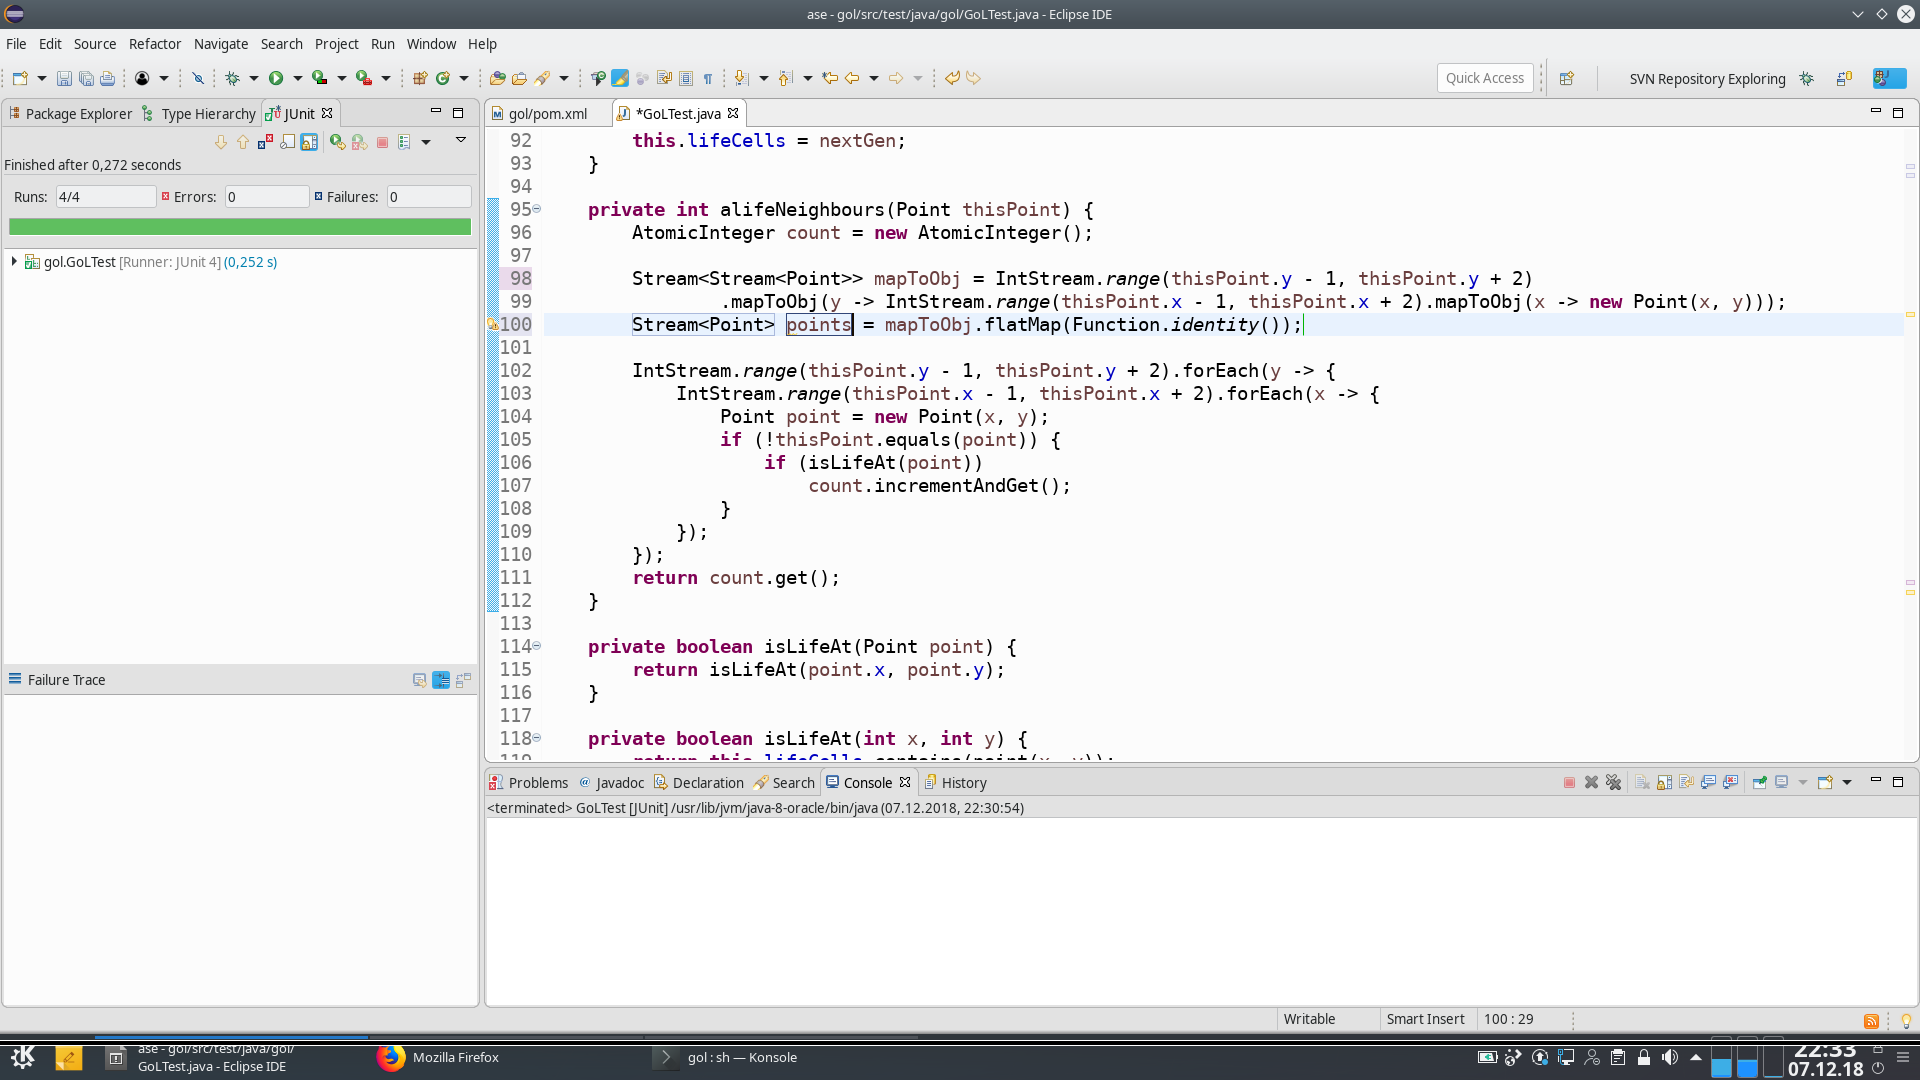 ase - gol/src/test/java/gol/GoLTest.java - Eclipse IDE
File Edit Source Refactor Navigate Search Project Run Window Help
Quick Access
SVN Repository Exploring
Package Explorer Type Hierarchy JUnit
gol/pom.xml *GoLTest.java
Finished after 0,272 seconds
Runs: 4/4 Errors: 0 Failures: 0
gol.GoLTest [Runner: JUnit 4] (0,252 s)
Failure Trace
92 this.lifeCells = nextGen;
93 }
94
95 private int alifeNeighbours(Point thisPoint) {
96 AtomicInteger count = new AtomicInteger();
97
98 Stream<Stream<Point>> mapToObj = IntStream.range(thisPoint.y - 1, thisPoint.y + 2)
99 .mapToObj(y -> IntStream.range(thisPoint.x - 1, thisPoint.x + 2).mapToObj(x -> new Point(x, y)));
100 Stream<Point> points = mapToObj.flatMap(Function.identity());
101
102 IntStream.range(thisPoint.y - 1, thisPoint.y + 2).forEach(y -> {
103 IntStream.range(thisPoint.x - 1, thisPoint.x + 2).forEach(x -> {
104 Point point = new Point(x, y);
105 if (!thisPoint.equals(point)) {
106 if (isLifeAt(point))
107 count.incrementAndGet();
108 }
109 });
110 });
111 return count.get();
112 }
113
114 private boolean isLifeAt(Point point) {
115 return isLifeAt(point.x, point.y);
116 }
117
118 private boolean isLifeAt(int x, int y) {
119 return this.lifeCells.contains(point(x, y));
Problems Javadoc Declaration Search Console History
<terminated> GoLTest [JUnit] /usr/lib/jvm/java-8-oracle/bin/java (07.12.2018, 22:30:54)
Writable Smart Insert 100 : 29
ase - gol/src/test/java/gol/
GoLTest.java - Eclipse IDE
Mozilla Firefox
gol : sh — Konsole
22:33
07.12.18